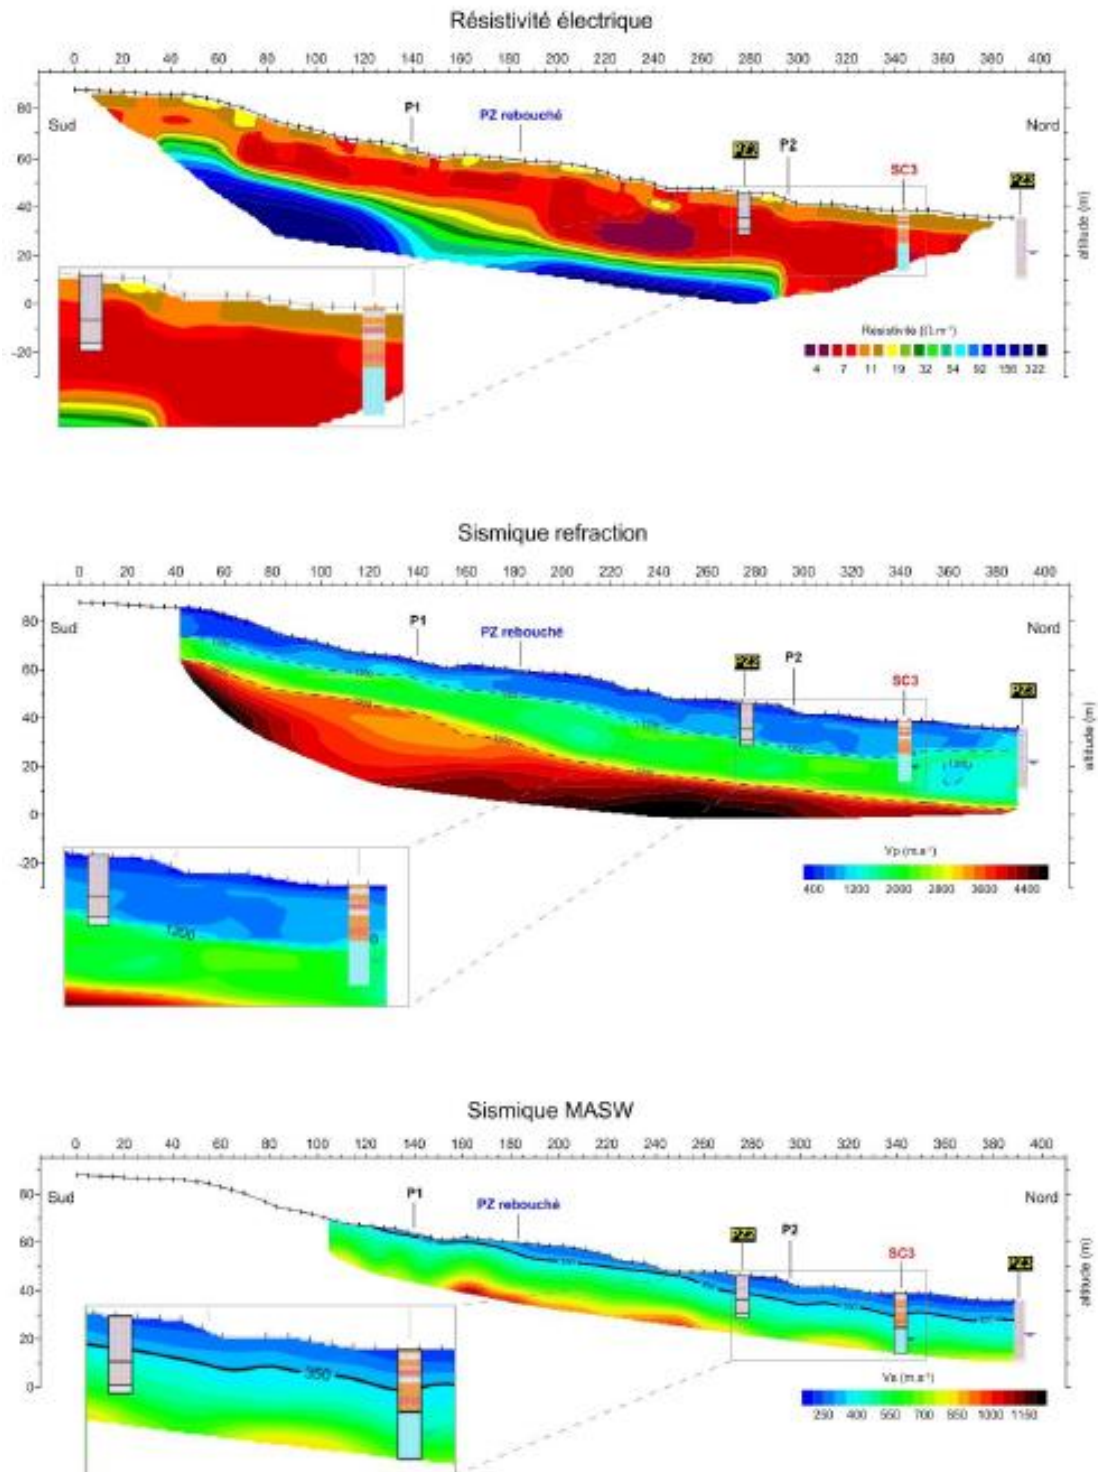 Résistivité électrique
0 20 40 60 80 100 120 140 160 180 200 220 240 260 280 300 320 340 360 380 400
80
60
40
20
0
-20
Sud
P1
PZ rebouché
PZ2
P2
SC3
Nord
PZ3
altitude (m)
Résistivité (Ω.m⁻¹)
4 7 11 19 32 54 92 156 322
Sismique refraction
0 20 40 60 80 100 120 140 160 180 200 220 240 260 280 300 320 340 360 380 400
80
60
40
20
0
-20
Sud
P1
PZ rebouché
PZ2
P2
SC3
Nord
PZ3
altitude (m)
1300
Vp (m.s⁻¹)
400 1200 2000 2800 3600 4400
Sismique MASW
0 20 40 60 80 100 120 140 160 180 200 220 240 260 280 300 320 340 360 380 400
80
60
40
20
0
Sud
P1
PZ rebouché
PZ2
P2
SC3
Nord
PZ3
altitude (m)
350
Vs (m.s⁻¹)
250 400 550 700 850 1000 1150